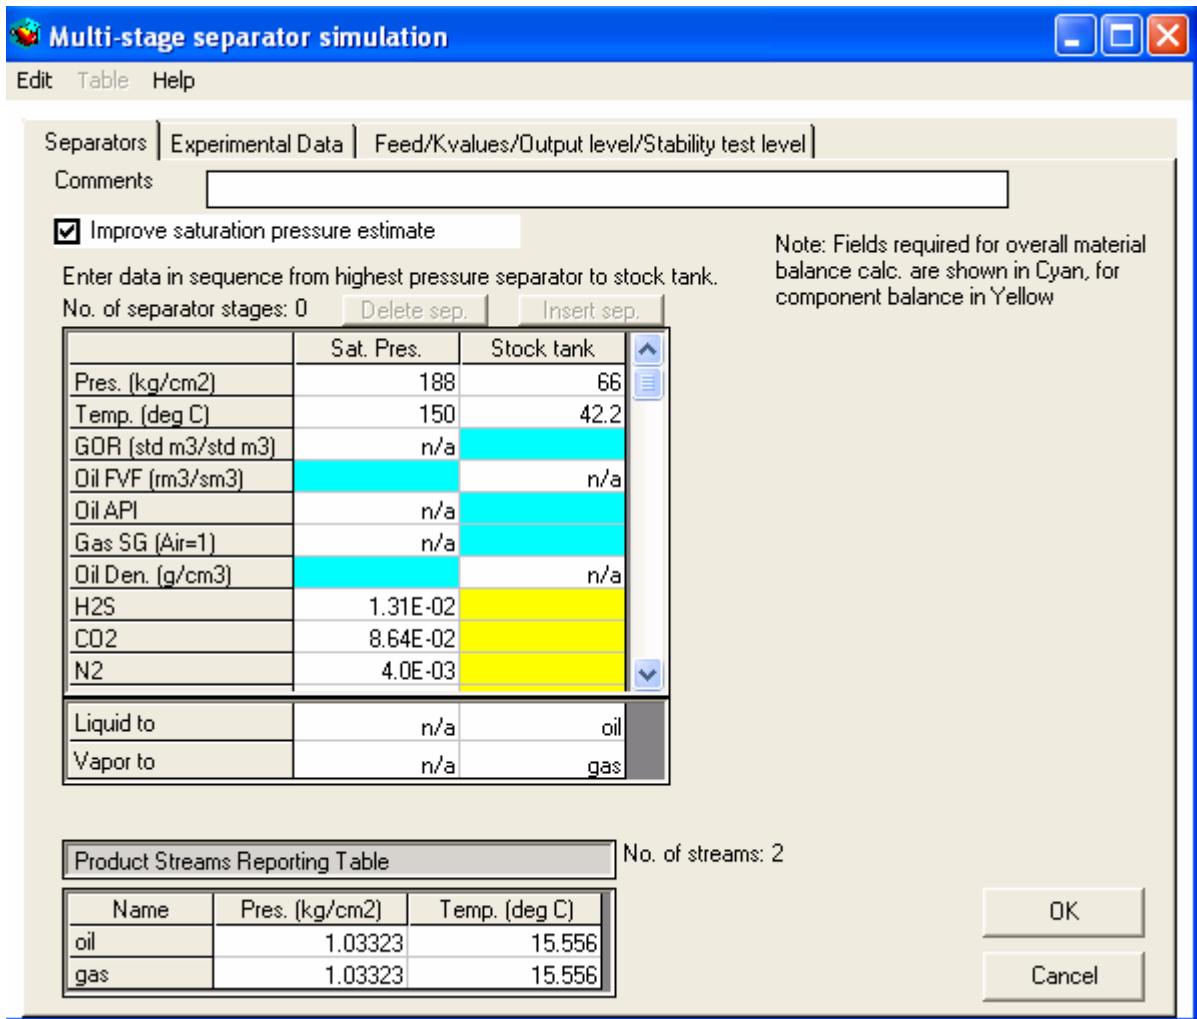 Multi-stage separator simulation
Edit Table Help
Separators Experimental Data Feed/Kvalues/Output level/Stability test level
Comments
Improve saturation pressure estimate
Note: Fields required for overall material
balance calc. are shown in Cyan, for
component balance in Yellow
Enter data in sequence from highest pressure separator to stock tank.
No. of separator stages: 0 Delete sep. Insert sep.
Sat. Pres. Stock tank
Pres. (kg/cm2) 188 66
Temp. (deg C) 150 42.2
GOR (std m3/std m3) n/a
Oil FVF (rm3/sm3) n/a
Oil API n/a
Gas SG (Air=1) n/a
Oil Den. (g/cm3) n/a
H2S 1.31E-02
CO2 8.64E-02
N2 4.0E-03
Liquid to n/a oil
Vapor to n/a gas
Product Streams Reporting Table No. of streams: 2
Name Pres. (kg/cm2) Temp. (deg C)
oil 1.03323 15.556
gas 1.03323 15.556
OK
Cancel